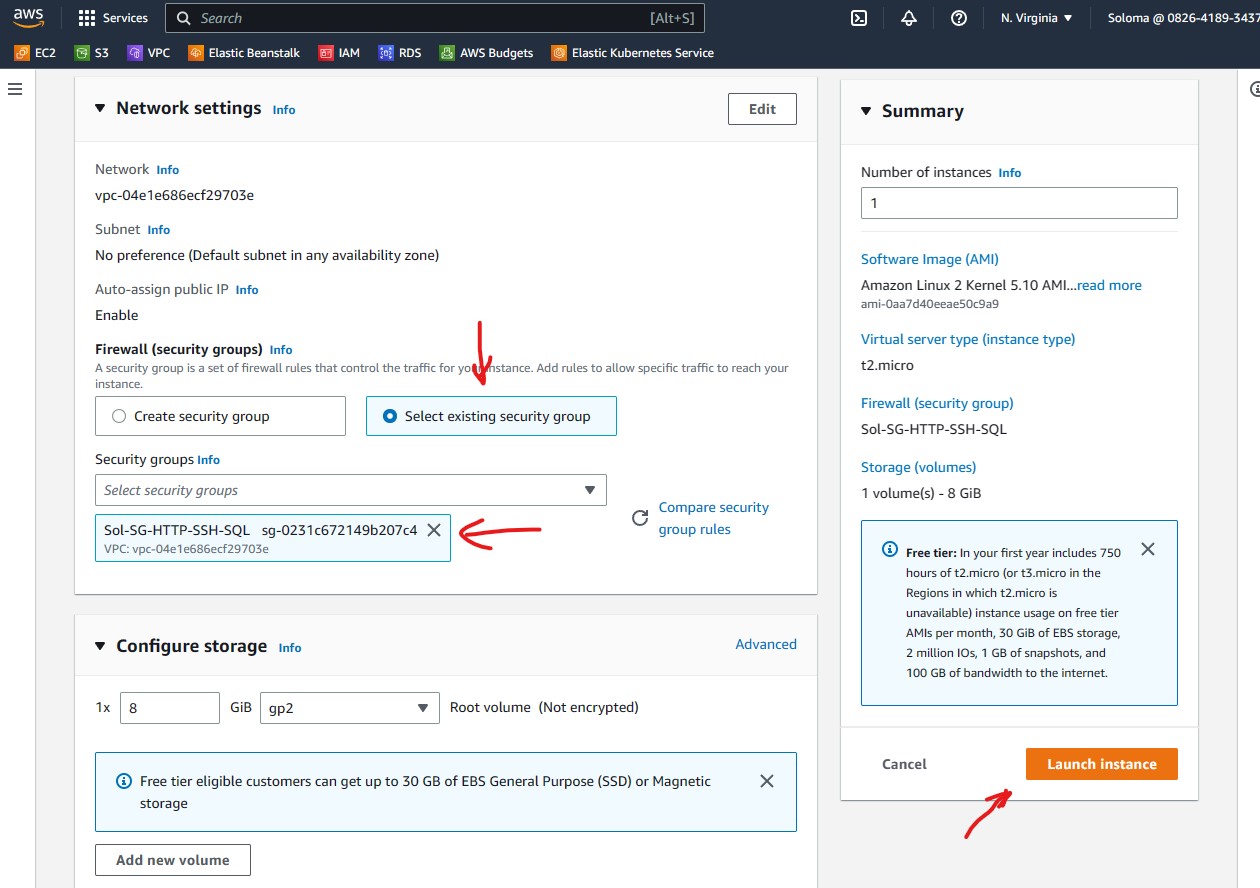 aws
Services
Search [Alt+S]
N. Virginia
Soloma @ 0826-4189-3437
EC2
S3
VPC
Elastic Beanstalk
IAM
RDS
AWS Budgets
Elastic Kubernetes Service
Network settings Info
Edit
Network Info
vpc-04e1e686ecf29703e
Subnet Info
No preference (Default subnet in any availability zone)
Auto-assign public IP Info
Enable
Firewall (security groups) Info
A security group is a set of firewall rules that control the traffic for your instance. Add rules to allow specific traffic to reach your
instance.
Create security group
Select existing security group
Security groups Info
Select security groups
Sol-SG-HTTP-SSH-SQL sg-0231c672149b207c4
VPC: vpc-04e1e686ecf29703e
Compare security
group rules
Configure storage Info
Advanced
1x 8 GiB gp2 Root volume (Not encrypted)
Free tier eligible customers can get up to 30 GB of EBS General Purpose (SSD) or Magnetic
storage
Add new volume
Summary
Number of instances Info
1
Software Image (AMI)
Amazon Linux 2 Kernel 5.10 AMI...read more
ami-0aa7d40eeae50c9a9
Virtual server type (instance type)
t2.micro
Firewall (security group)
Sol-SG-HTTP-SSH-SQL
Storage (volumes)
1 volume(s) - 8 GiB
Free tier: In your first year includes 750
hours of t2.micro (or t3.micro in the
Regions in which t2.micro is
unavailable) instance usage on free tier
AMIs per month, 30 GiB of EBS storage,
2 million IOs, 1 GB of snapshots, and
100 GB of bandwidth to the internet.
Cancel
Launch instance